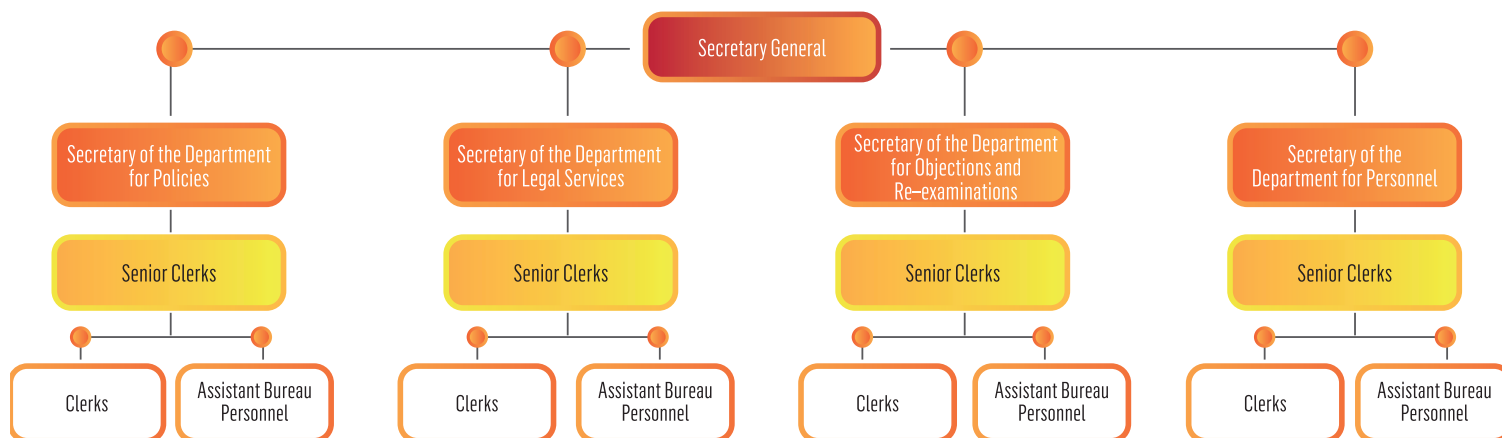 Secretary General
Secretary of the Department
for Policies
Secretary of the Department
for Legal Services
Secretary of the Department
for Objections and
Re–examinations
Secretary of the
Department for Personnel
Senior Clerks
Senior Clerks
Senior Clerks
Senior Clerks
Clerks
Assistant Bureau
Personnel
Clerks
Assistant Bureau
Personnel
Clerks
Assistant Bureau
Personnel
Clerks
Assistant Bureau
Personnel